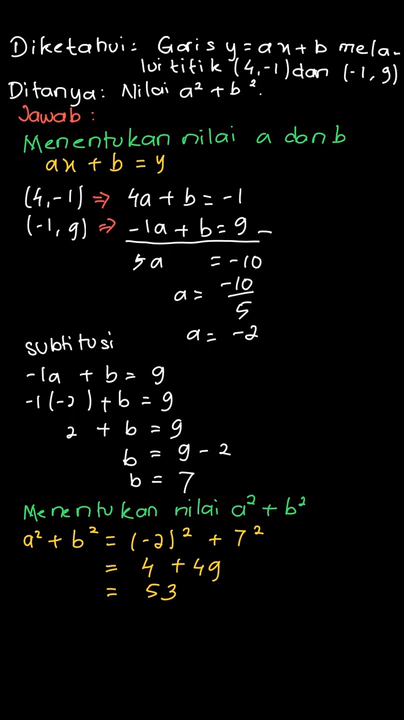 Diketahui: Garis y = ax + b mela-
lui titik (4,-1) dan (-1, 9)
Ditanya: Nilai a² + b².
Jawab :
Menentukan nilai a dan b
ax + b = y
(4,-1) ⇒ 4a + b = -1
(-1, 9) ⇒ -1a + b = 9 -
5a = -10
a = -10/5
a = -2
subtitusi
-1a + b = 9
-1(-2) + b = 9
2 + b = 9
b = 9 - 2
b = 7
Menentukan nilai a² + b²
a² + b² = (-2)² + 7²
= 4 + 49
= 53